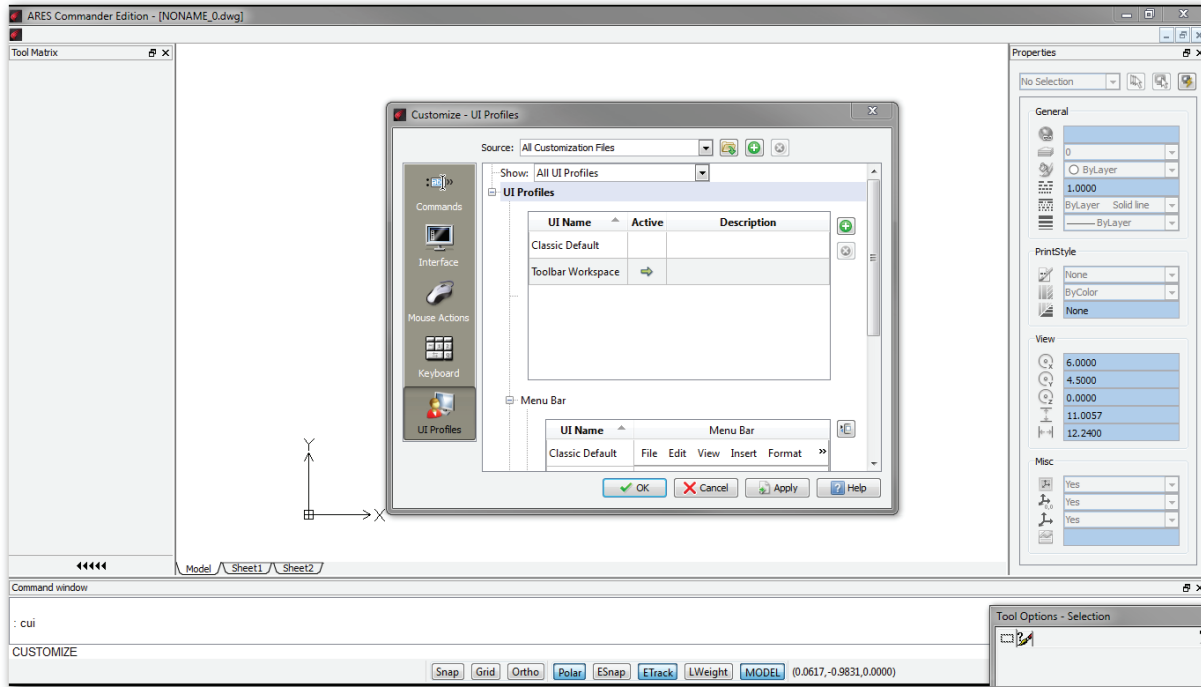 ARES Commander Edition - [NONAME_0.dwg]
Tool Matrix
Properties
No Selection
General
0
ByLayer
1.0000
ByLayer Solid line
ByLayer
PrintStyle
None
ByColor
None
View
6.0000
4.5000
0.0000
11.0057
12.2400
Misc
Yes
Yes
Yes
Customize - UI Profiles
Source: All Customization Files
Commands
Interface
Mouse Actions
Keyboard
UI Profiles
Show: All UI Profiles
UI Profiles
UI Name Active Description
Classic Default
Toolbar Workspace
Menu Bar
UI Name Menu Bar
Classic Default File Edit View Insert Format »
OK Cancel Apply Help
Y
X
Model Sheet1 Sheet2
Command window
: cui
CUSTOMIZE
Tool Options - Selection
Snap Grid Ortho Polar ESnap ETrack LWeight MODEL (0.0617,-0.9831,0.0000)